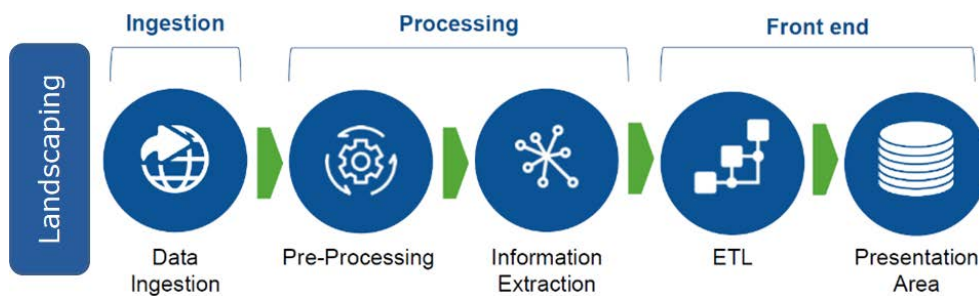 Landscaping
Ingestion
Processing
Front end
Data
Ingestion
Pre-Processing
Information
Extraction
ETL
Presentation
Area